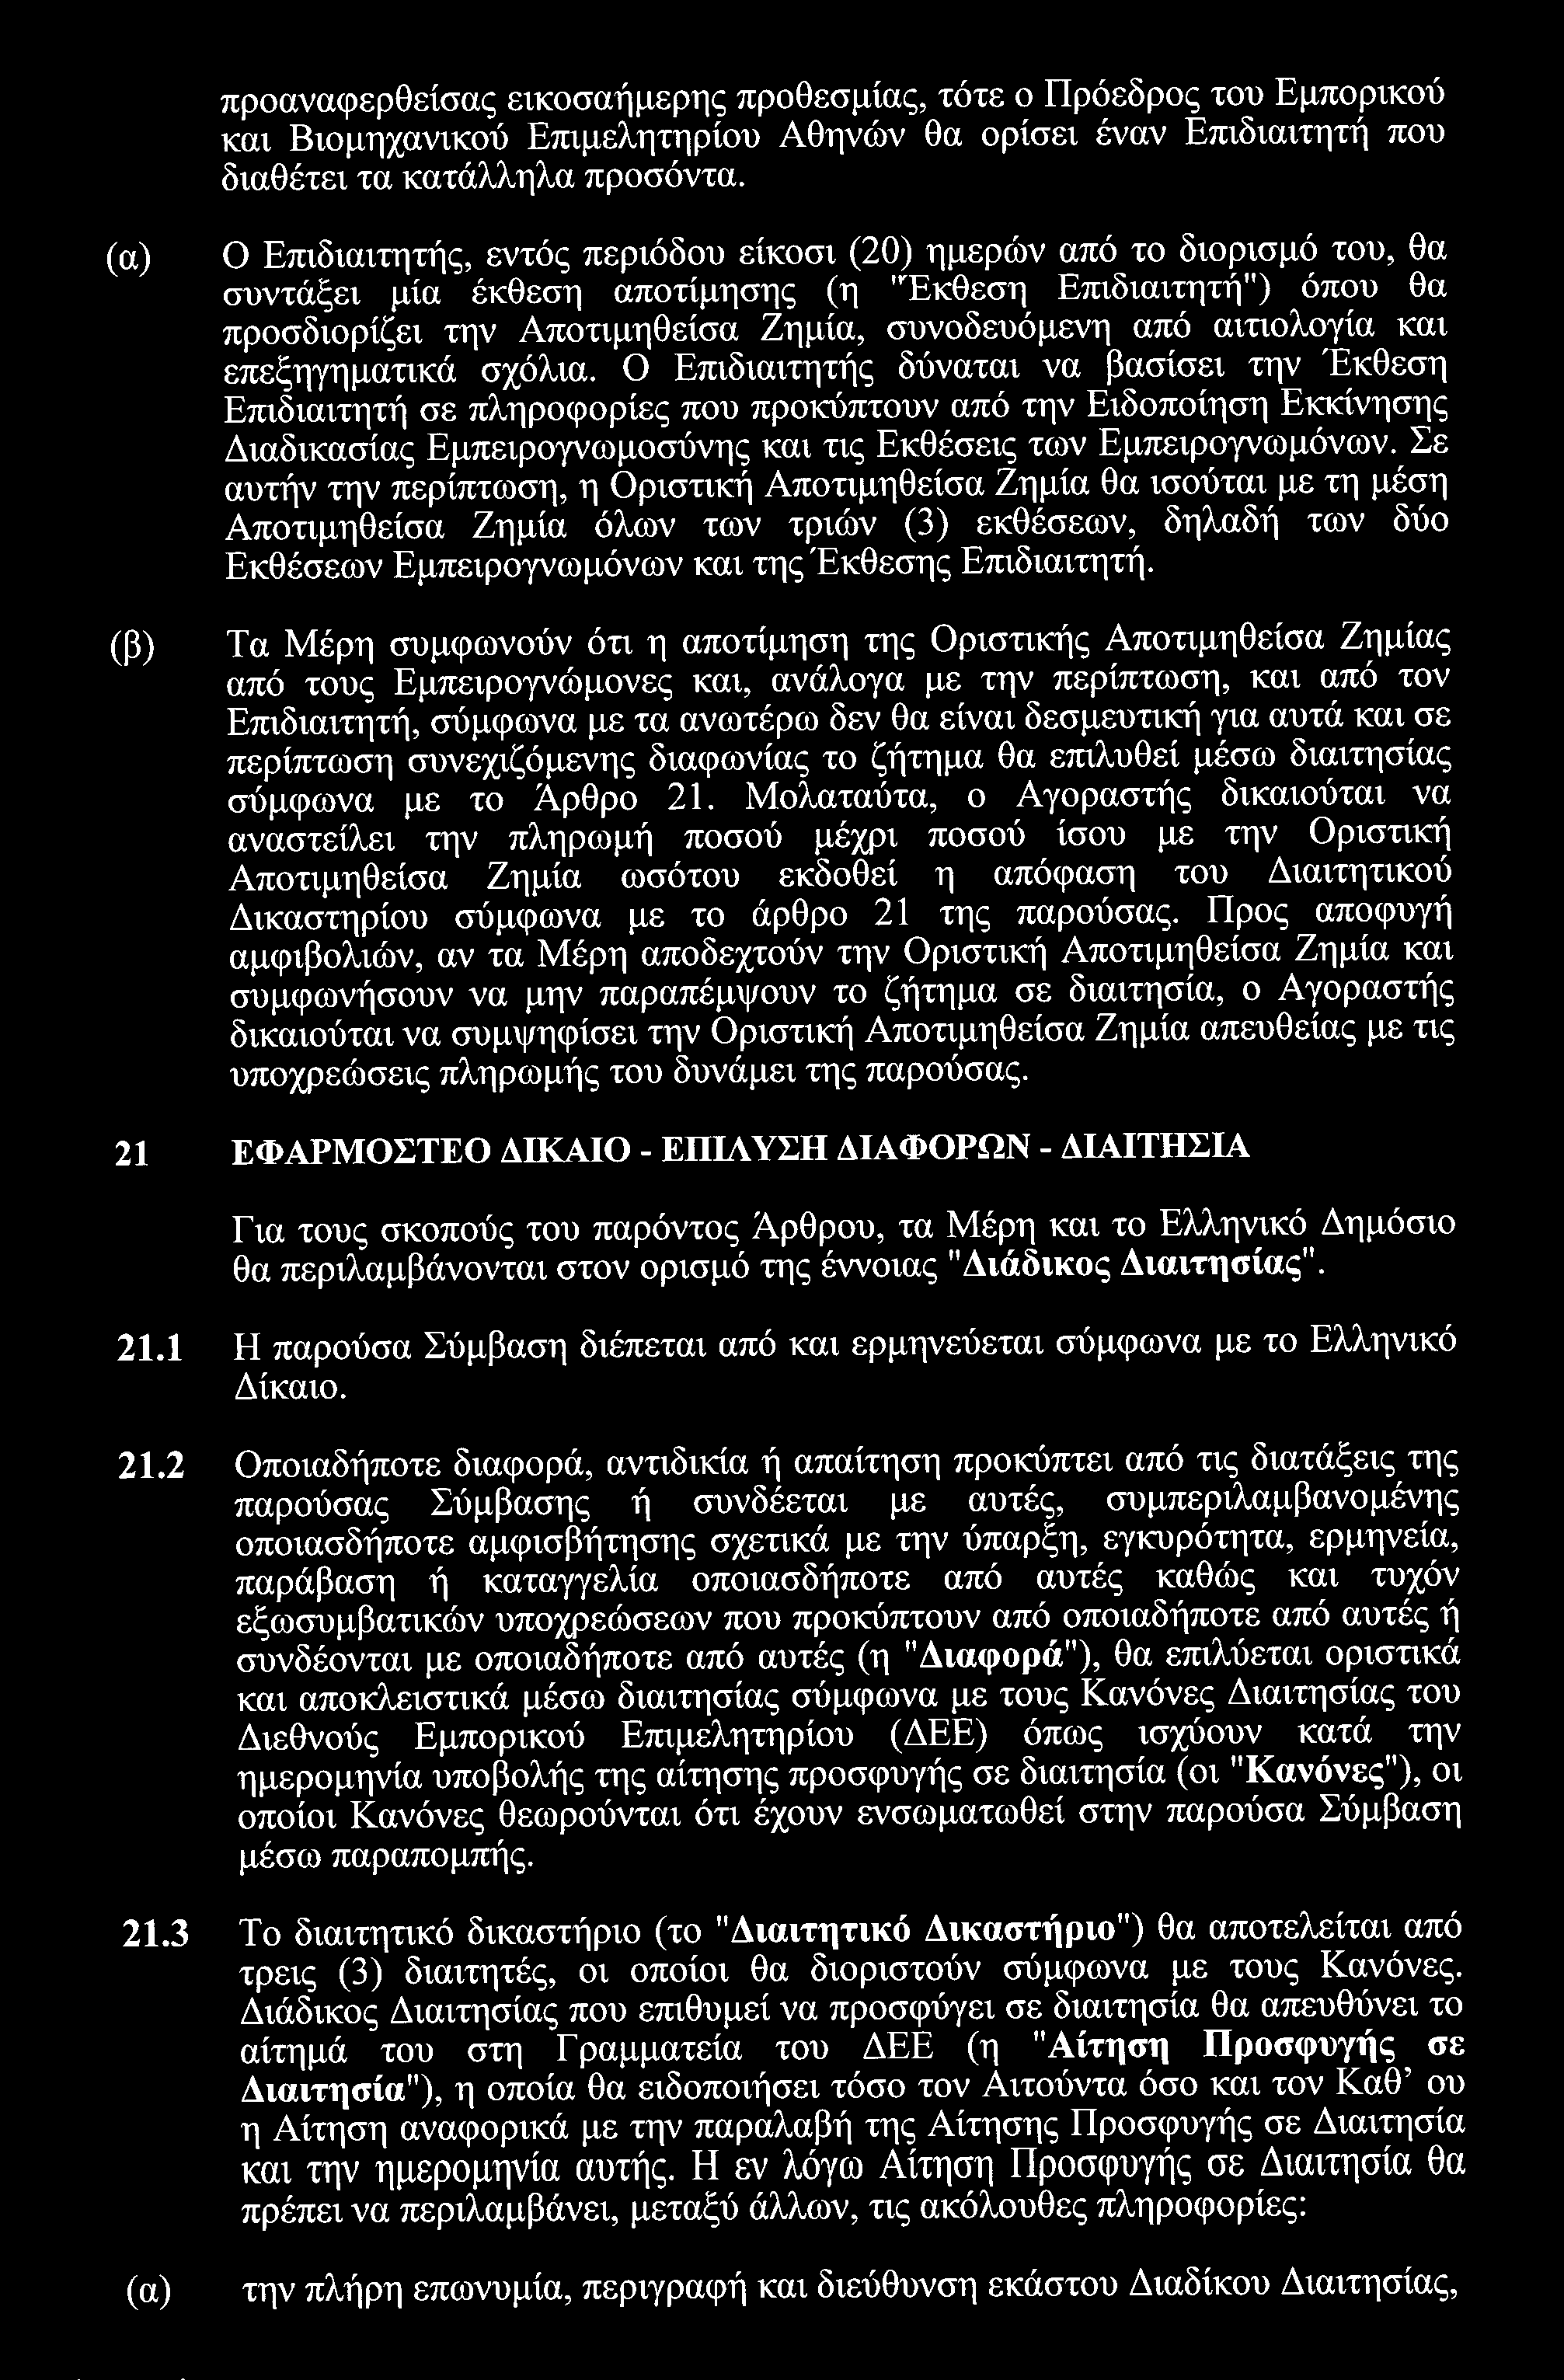 προαναφερθείσας εικοσαήμερης προθεσμίας, τότε ο Πρόεδρος του Εμπορικού
και Βιομηχανικού Επιμελητηρίου Αθηνών θα ορίσει έναν Επιδιαιτητή που
διαθέτει τα κατάλληλα προσόντα.
(α) Ο Επιδιαιτητής, εντός περιόδου είκοσι (20) ημερών από το διορισμό του, θα
συντάξει μία έκθεση αποτίμησης (η "Έκθεση Επιδιαιτητή") όπου θα
προσδιορίζει την Αποτιμηθείσα Ζημία, συνοδευόμενη από αιτιολογία και
επεξηγηματικά σχόλια. Ο Επιδιαιτητής δύναται να βασίσει την Έκθεση
Επιδιαιτητή σε πληροφορίες που προκύπτουν από την Ειδοποίηση Εκκίνησης
Διαδικασίας Εμπειρογνωμοσύνης και τις Εκθέσεις των Εμπειρογνωμόνων. Σε
αυτήν την περίπτωση, η Οριστική Αποτιμηθείσα Ζημία θα ισούται με τη μέση
Αποτιμηθείσα Ζημία όλων των τριών (3) εκθέσεων, δηλαδή των δύο
Εκθέσεων Εμπειρογνωμόνων και της Έκθεσης Επιδιαιτητή.
(β) Τα Μέρη συμφωνούν ότι η αποτίμηση της Οριστικής Αποτιμηθείσα Ζημίας
από τους Εμπειρογνώμονες και, ανάλογα με την περίπτωση, και από τον
Επιδιαιτητή, σύμφωνα με τα ανωτέρω δεν θα είναι δεσμευτική για αυτά και σε
περίπτωση συνεχιζόμενης διαφωνίας το ζήτημα θα επιλυθεί μέσω διαιτησίας
σύμφωνα με το Άρθρο 21. Μολαταύτα, ο Αγοραστής δικαιούται να
αναστείλει την πληρωμή ποσού μέχρι ποσού ίσου με την Οριστική
Αποτιμηθείσα Ζημία ωσότου εκδοθεί η απόφαση του Διαιτητικού
Δικαστηρίου σύμφωνα με το άρθρο 21 της παρούσας. Προς αποφυγή
αμφιβολιών, αν τα Μέρη αποδεχτούν την Οριστική Αποτιμηθείσα Ζημία και
συμφωνήσουν να μην παραπέμψουν το ζήτημα σε διαιτησία, ο Αγοραστής
δικαιούται να συμψηφίσει την Οριστική Αποτιμηθείσα Ζημία απευθείας με τις
υποχρεώσεις πληρωμής του δυνάμει της παρούσας.
21 ΕΦΑΡΜΟΣΤΕΟ ΔΙΚΑΙΟ - ΕΠΙΛΥΣΗ ΔΙΑΦΟΡΩΝ - ΔΙΑΙΤΗΣΙΑ
Για τους σκοπούς του παρόντος Άρθρου, τα Μέρη και το Ελληνικό Δημόσιο
θα περιλαμβάνονται στον ορισμό της έννοιας "Διάδικος Διαιτησίας".
21.1 Η παρούσα Σύμβαση διέπεται από και ερμηνεύεται σύμφωνα με το Ελληνικό
Δίκαιο.
21.2 Οποιαδήποτε διαφορά, αντιδικία ή απαίτηση προκύπτει από τις διατάξεις της
παρούσας Σύμβασης ή συνδέεται με αυτές, συμπεριλαμβανομένης
οποιασδήποτε αμφισβήτησης σχετικά με την ύπαρξη, εγκυρότητα, ερμηνεία,
παράβαση ή καταγγελία οποιασδήποτε από αυτές καθώς και τυχόν
εξωσυμβατικών υποχρεώσεων που προκύπτουν από οποιαδήποτε από αυτές ή
συνδέονται με οποιαδήποτε από αυτές (η "Διαφορά"), θα επιλύεται οριστικά
και αποκλειστικά μέσω διαιτησίας σύμφωνα με τους Κανόνες Διαιτησίας του
Διεθνούς Εμπορικού Επιμελητηρίου (ΔΕΕ) όπως ισχύουν κατά την
ημερομηνία υποβολής της αίτησης προσφυγής σε διαιτησία (οι "Κανόνες"), οι
οποίοι Κανόνες θεωρούνται ότι έχουν ενσωματωθεί στην παρούσα Σύμβαση
μέσω παραπομπής.
21.3 Το διαιτητικό δικαστήριο (το "Διαιτητικό Δικαστήριο") θα αποτελείται από
τρεις (3) διαιτητές, οι οποίοι θα διοριστούν σύμφωνα με τους Κανόνες.
Διάδικος Διαιτησίας που επιθυμεί να προσφύγει σε διαιτησία θα απευθύνει το
αίτημά του στη Γραμματεία του ΔΕΕ (η "Αίτηση Προσφυγής σε
Διαιτησία"), η οποία θα ειδοποιήσει τόσο τον Αιτούντα όσο και τον Καθ’ ου
η Αίτηση αναφορικά με την παραλαβή της Αίτησης Προσφυγής σε Διαιτησία
και την ημερομηνία αυτής. Η εν λόγω Αίτηση Προσφυγής σε Διαιτησία θα
πρέπει να περιλαμβάνει, μεταξύ άλλων, τις ακόλουθες πληροφορίες:
(α) την πλήρη επωνυμία, περιγραφή και διεύθυνση εκάστου Διαδίκου Διαιτησίας,